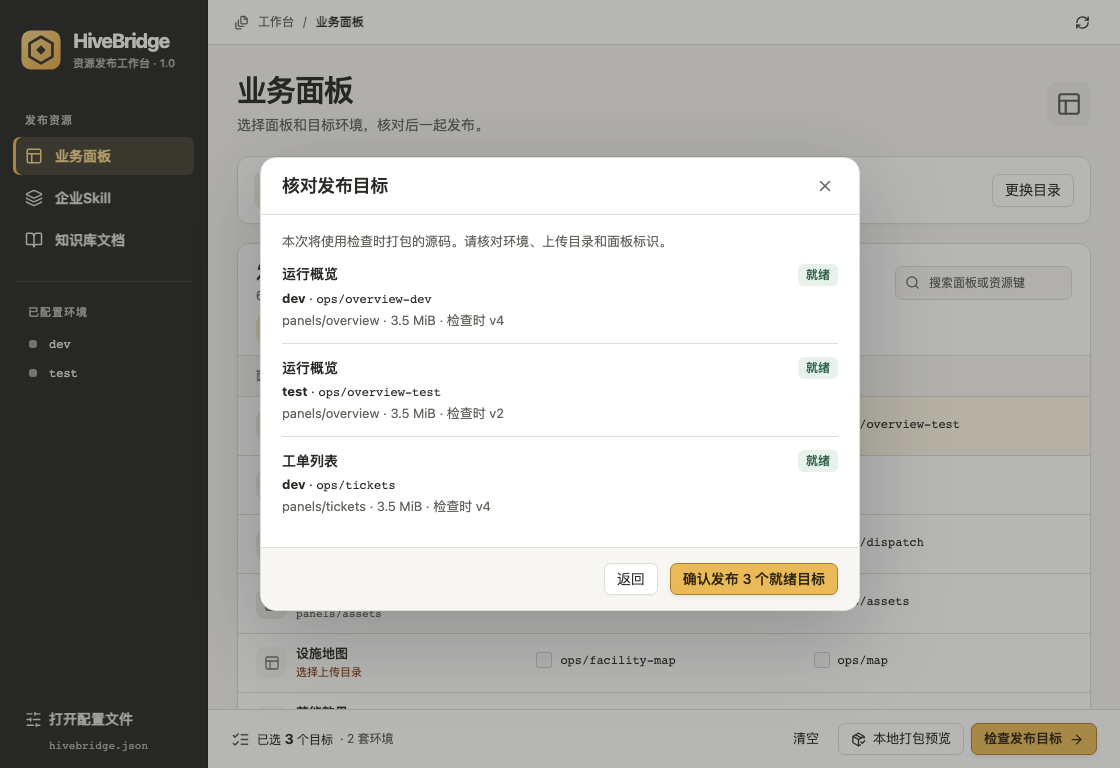 HiveBridge
资源发布工作台 · 1.0
发布资源
业务面板
企业Skill
知识库文档
已配置环境
dev
test
打开配置文件
hivebridge.json
工作台 / 业务面板
业务面板
选择面板和目标环境，核对后一起发布。
更换目录
搜索面板或资源键
核对发布目标
本次将使用检查时打包的源码。请核对环境、上传目录和面板标识。
运行概览
就绪
dev · ops/overview-dev
panels/overview · 3.5 MiB · 检查时 v4
运行概览
就绪
test · ops/overview-test
panels/overview · 3.5 MiB · 检查时 v2
工单列表
就绪
dev · ops/tickets
panels/tickets · 3.5 MiB · 检查时 v4
返回
确认发布 3 个就绪目标
/overview-test
/dispatch
/assets
panels/assets
设施地图
选择上传目录
ops/facility-map
ops/map
已选 3 个目标 · 2 套环境
清空
本地打包预览
检查发布目标